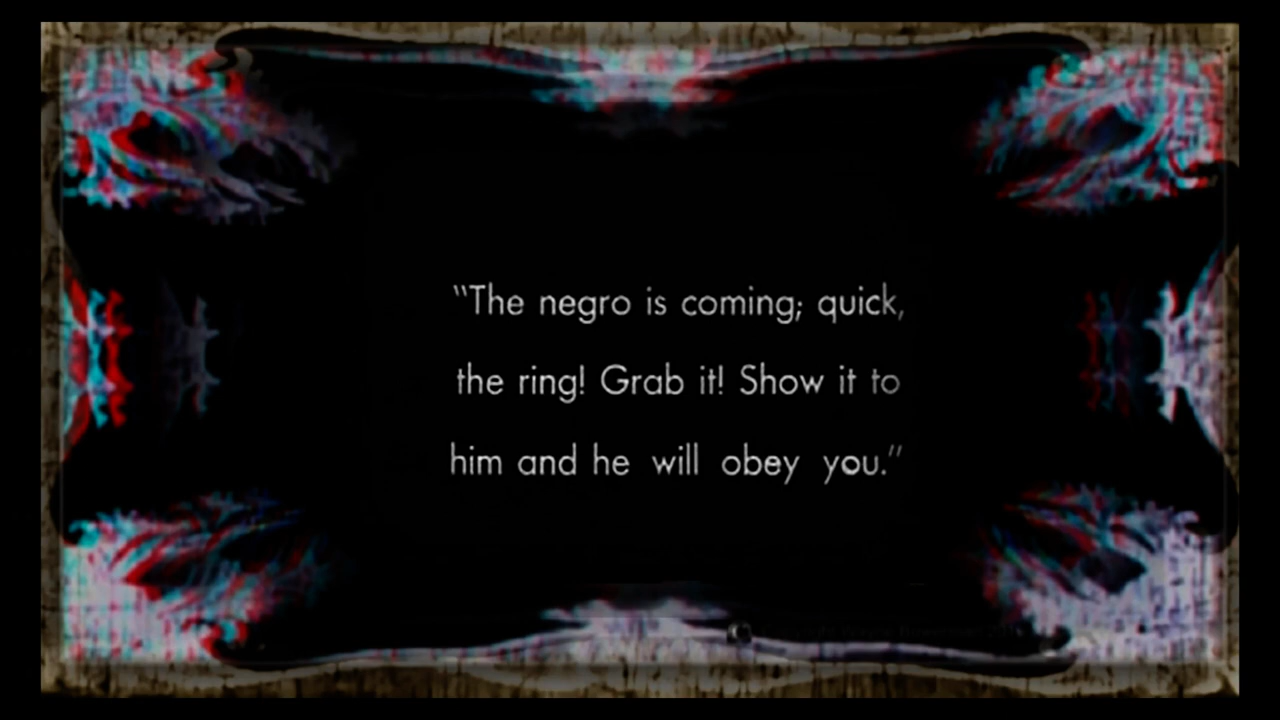 “The negro is coming; quick,
the ring! Grab it! Show it to
him and he will obey you.”